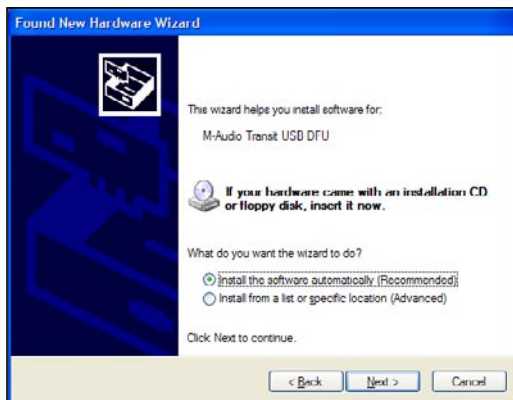 Found New Hardware Wizard
This wizard helps you install software for:
M-Audio Transit USB DFU
If your hardware came with an installation CD
or floppy disk, insert it now.
What do you want the wizard to do?
Install the software automatically (Recommended)
Install from a list or specific location (Advanced)
Click Next to continue.
< Back
Next >
Cancel